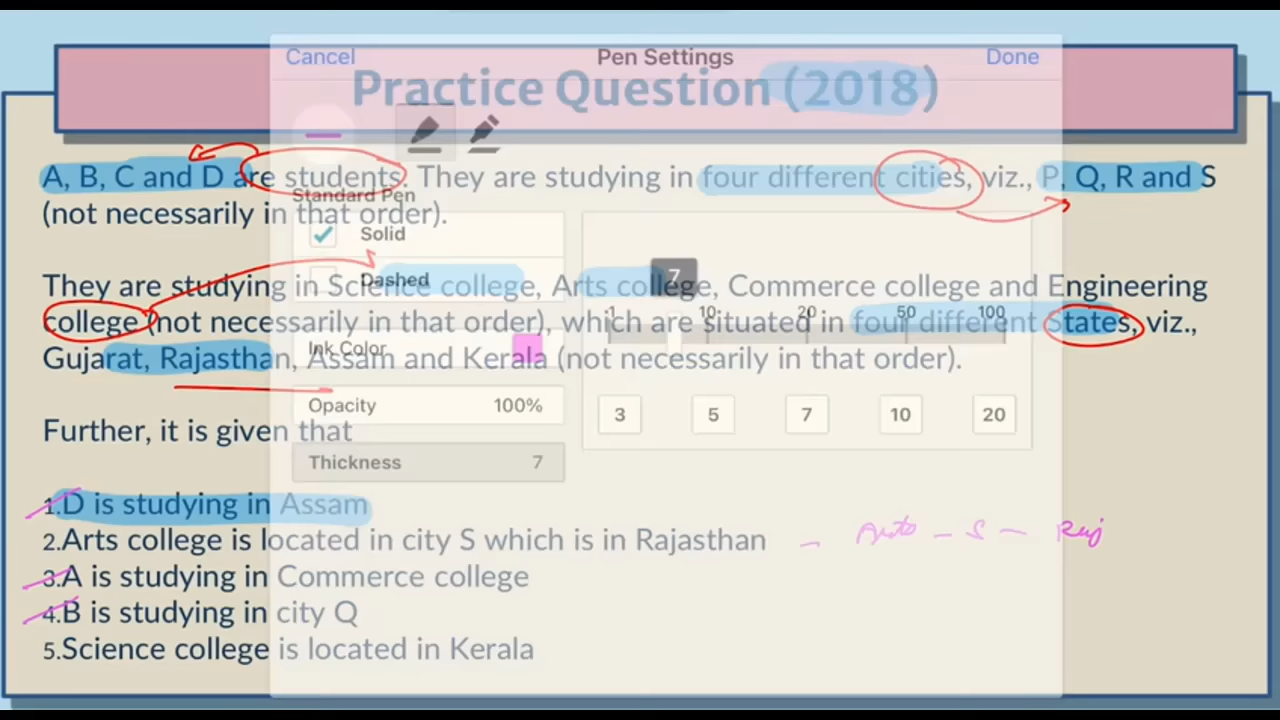 Cancel Pen Settings Done
Practice Question (2018)
A, B, C and D are students. They are studying in four different cities, viz., P, Q, R and S
Standard Pen
(not necessarily in that order).
Solid
7
They are studying in Science college, Arts college, Commerce college and Engineering
Dashed
1 10 20 50 100
college (not necessarily in that order), which are situated in four different States, viz.,
Ink Color
Gujarat, Rajasthan, Assam and Kerala (not necessarily in that order).
Opacity 100%
3 5 7 10 20
Further, it is given that
Thickness 7
1.D is studying in Assam
2.Arts college is located in city S which is in Rajasthan - Arts - S - Raj
3.A is studying in Commerce college
4.B is studying in city Q
5.Science college is located in Kerala